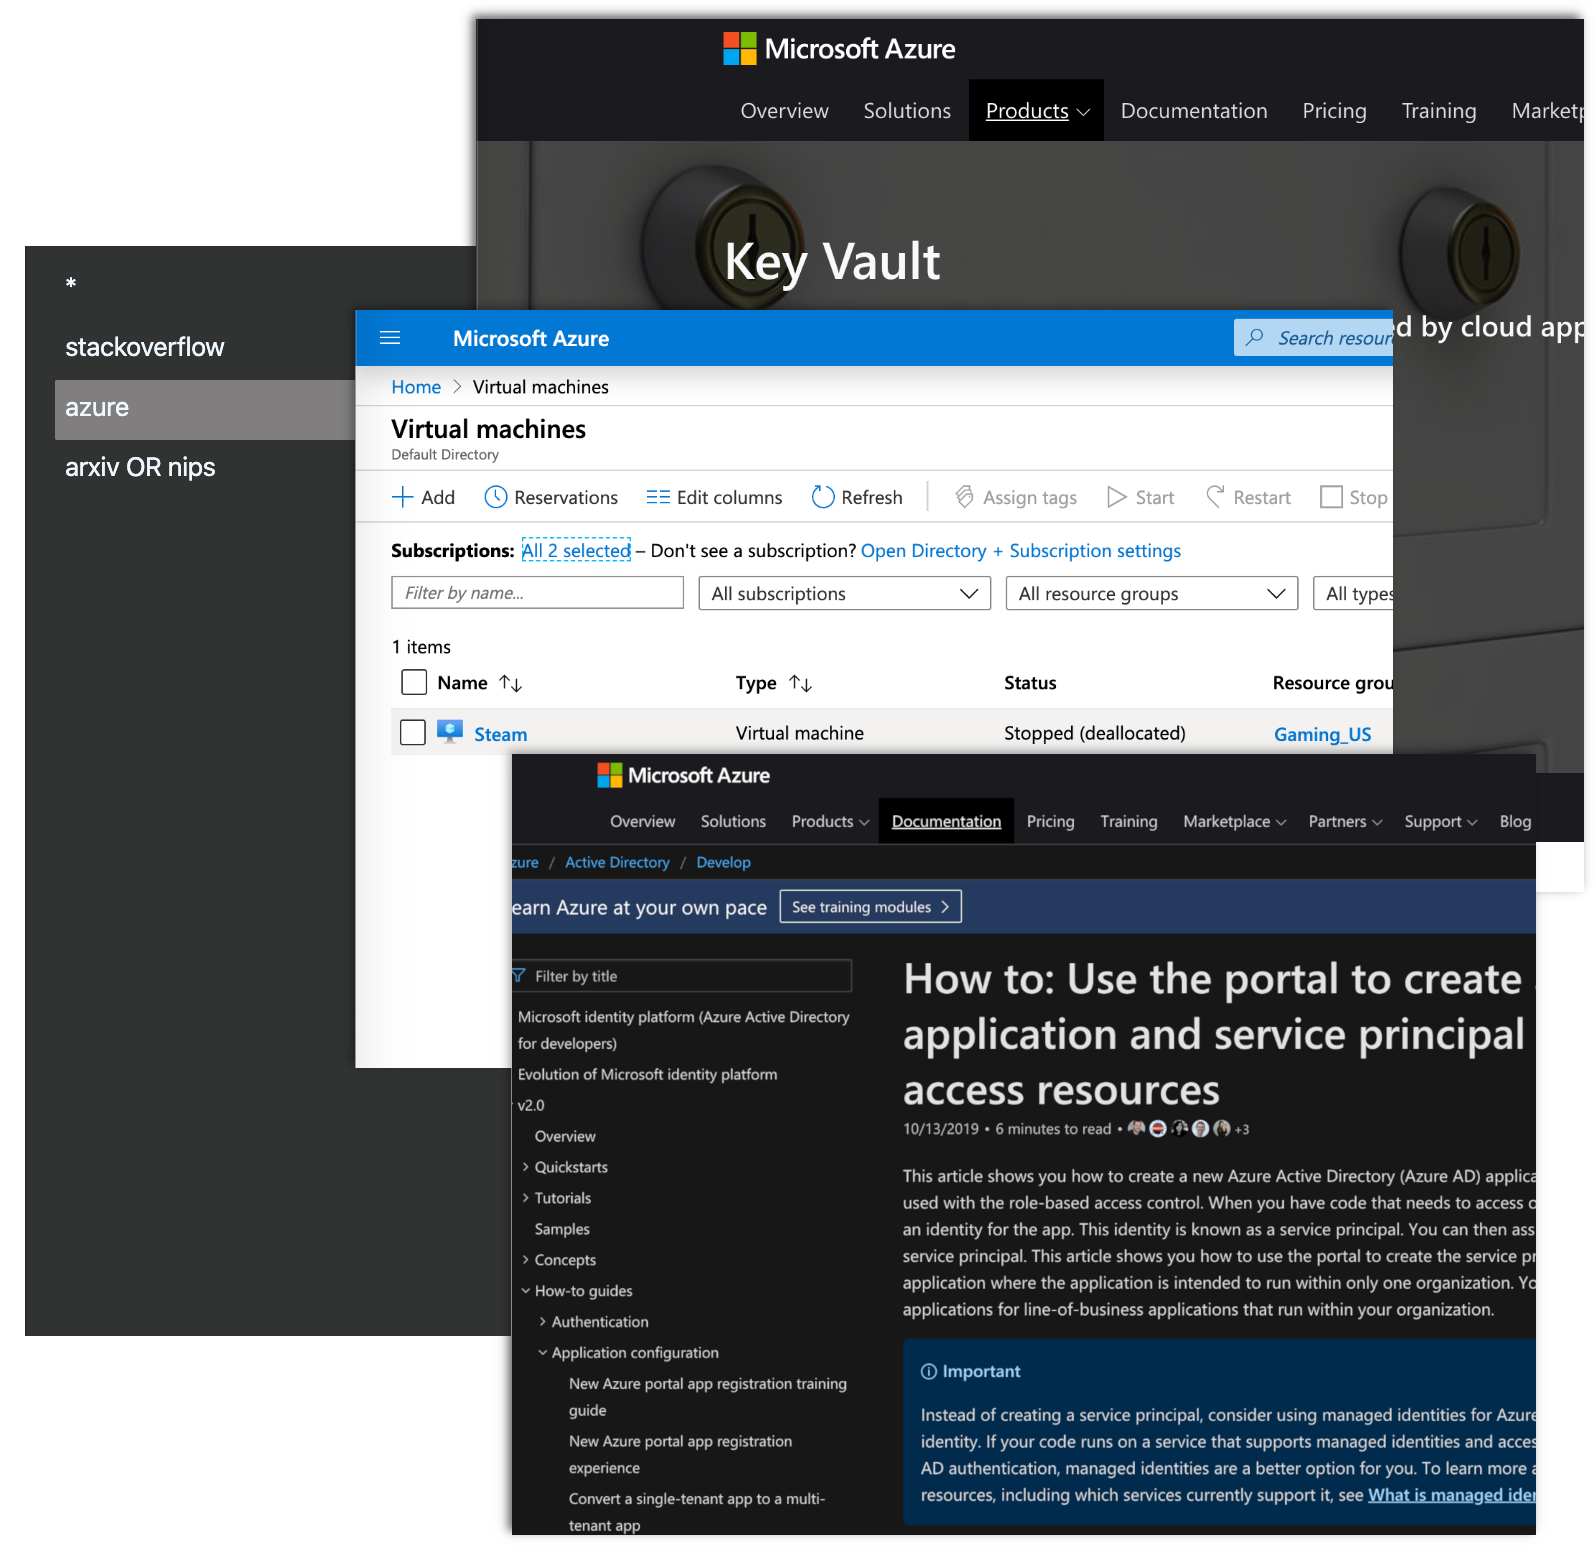 Microsoft Azure
Overview Solutions Products Documentation Pricing Training
Key Vault
by cloud
*
stackoverflow
azure
arxiv OR nips
Microsoft Azure
Search
Home > Virtual machines
Virtual machines
Default Directory
Add Reservations Edit columns Refresh Assign tags Start Restart Stop
Subscriptions: All 2 selected – Don't see a subscription? Open Directory + Subscription settings
Filter by name... All subscriptions All resource groups All types
1 items
Name Type Status Resource
Steam Virtual machine Stopped (deallocated) Gaming_US
Microsoft Azure
Overview Solutions Products Documentation Pricing Training Marketplace Partners Support Blog
/ Active Directory / Develop
Azure at your own pace See training modules >
Filter by title
Microsoft identity platform (Azure Active Directory
for developers)
Evolution of Microsoft identity platform
v2.0
Overview
> Quickstarts
> Tutorials
Samples
> Concepts
How-to guides
> Authentication
Application configuration
New Azure portal app registration training
guide
New Azure portal app registration
experience
Convert a single-tenant app to a multi-
tenant app
How to: Use the portal to create
application and service principal
access resources
10/13/2019 • 6 minutes to read • +3
This article shows you how to create a new Azure Active Directory (Azure AD)
used with the role-based access control. When you have code that needs to access
an identity for the app. This identity is known as a service principal. You can then
service principal. This article shows you how to use the portal to create the service
application where the application is intended to run within only one organization.
applications for line-of-business applications that run within your organization.
Important
Instead of creating a service principal, consider using managed identities for Azure
identity. If your code runs on a service that supports managed identities and
AD authentication, managed identities are a better option for you. To learn more
resources, including which services currently support it, see What is managed